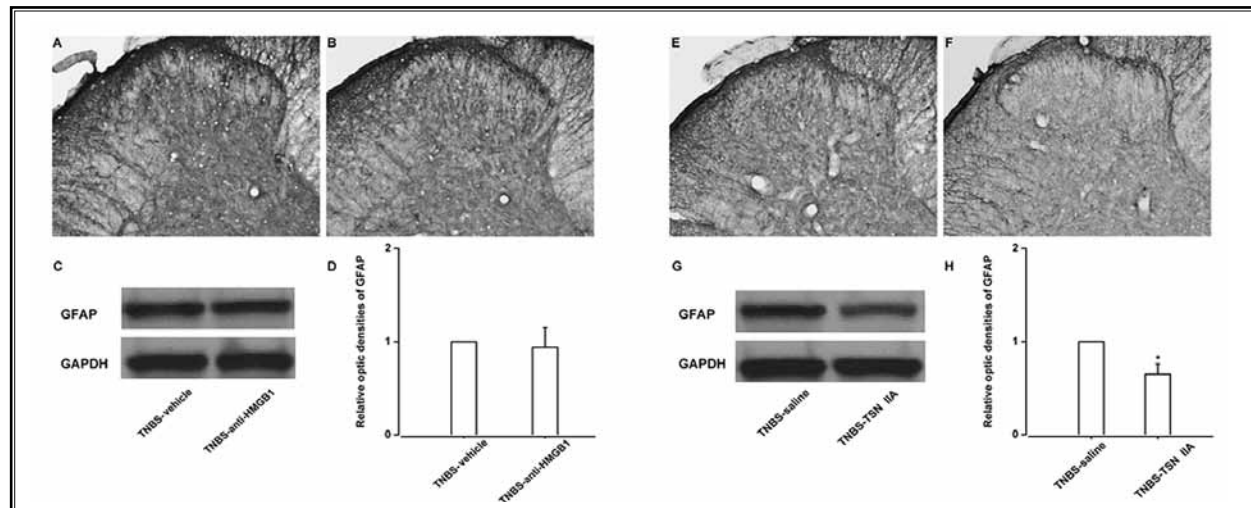 A
B
C
GFAP
GAPDH
TNBS-vehicle
TNBS-anti-HMGB1
D
Relative optic densities of GFAP
2
1
0
TNBS-vehicle
TNBS-anti-HMGB1
E
F
G
GFAP
GAPDH
TNBS-saline
TNBS-TSN IIA
H
Relative optic densities of GFAP
2
1
0
*
TNBS-saline
TNBS-TSN IIA